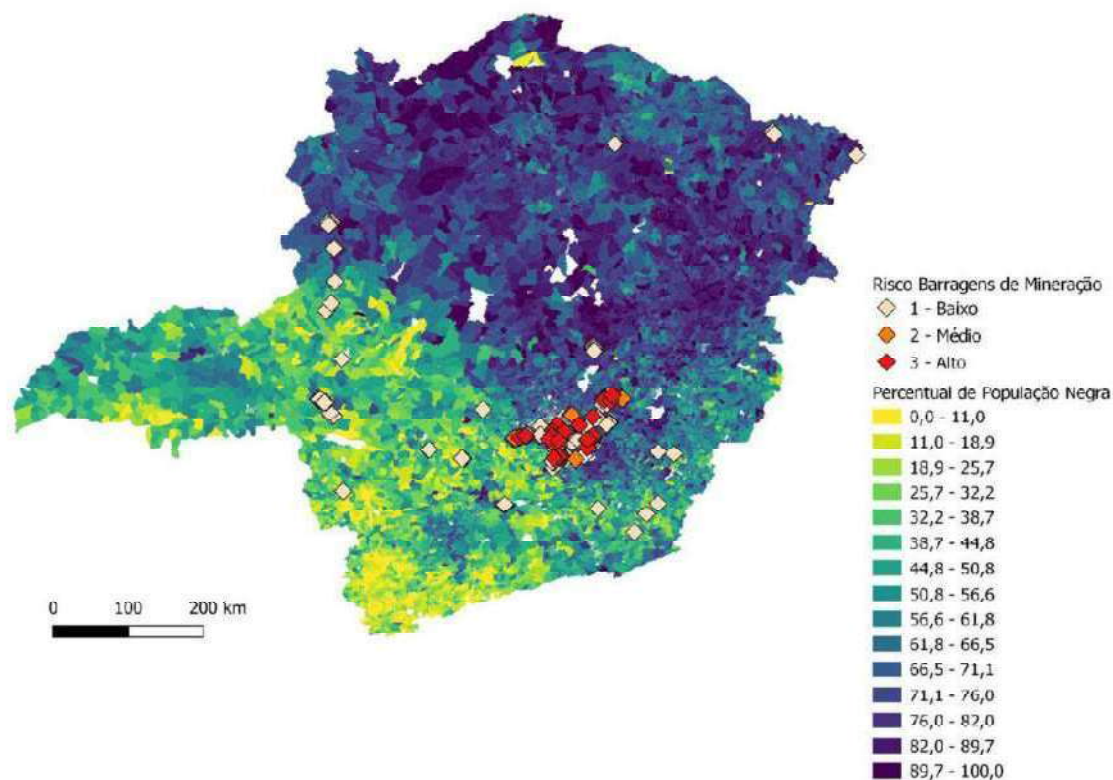 Risco Barragens de Mineração
1 - Baixo
2 - Médio
3 - Alto
Percentual de População Negra
0,0 - 11,0
11,0 - 18,9
18,9 - 25,7
25,7 - 32,2
32,2 - 38,7
38,7 - 44,8
44,8 - 50,8
50,8 - 56,6
56,6 - 61,8
61,8 - 66,5
66,5 - 71,1
71,1 - 76,0
76,0 - 82,0
82,0 - 89,7
89,7 - 100,0
0 100 200 km